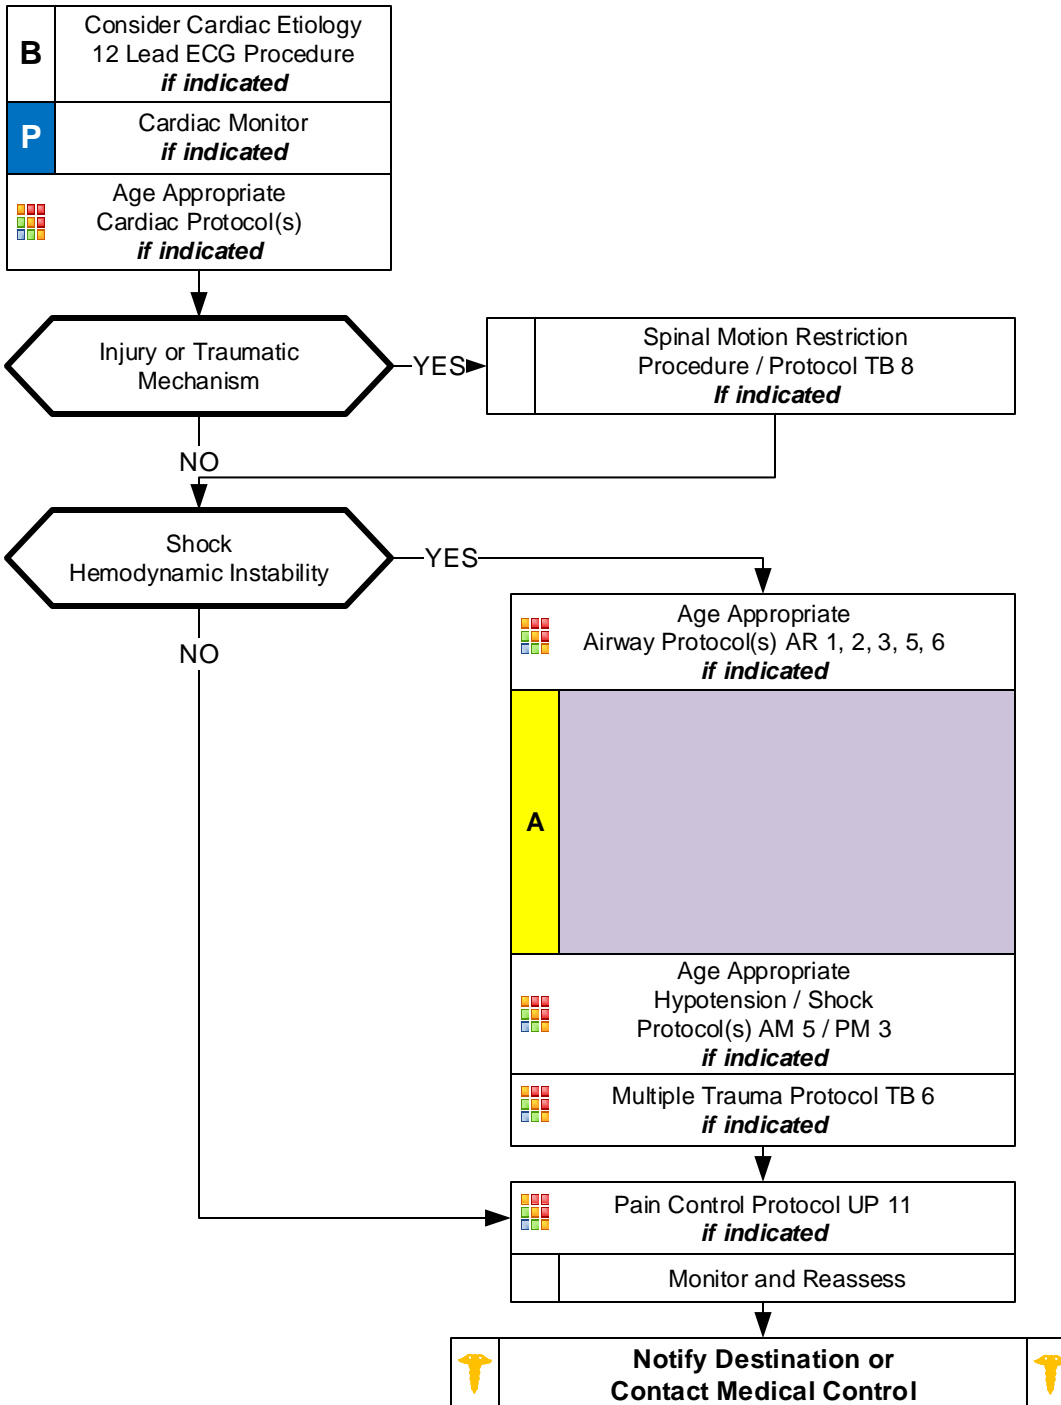 B
Consider Cardiac Etiology
12 Lead ECG Procedure
if indicated
P
Cardiac Monitor
if indicated
Age Appropriate
Cardiac Protocol(s)
if indicated
Injury or Traumatic
Mechanism
YES
Spinal Motion Restriction
Procedure / Protocol TB 8
If indicated
NO
Shock
Hemodynamic Instability
YES
NO
Age Appropriate
Airway Protocol(s) AR 1, 2, 3, 5, 6
if indicated
A
Age Appropriate
Hypotension / Shock
Protocol(s) AM 5 / PM 3
if indicated
Multiple Trauma Protocol TB 6
if indicated
Pain Control Protocol UP 11
if indicated
Monitor and Reassess
Notify Destination or
Contact Medical Control